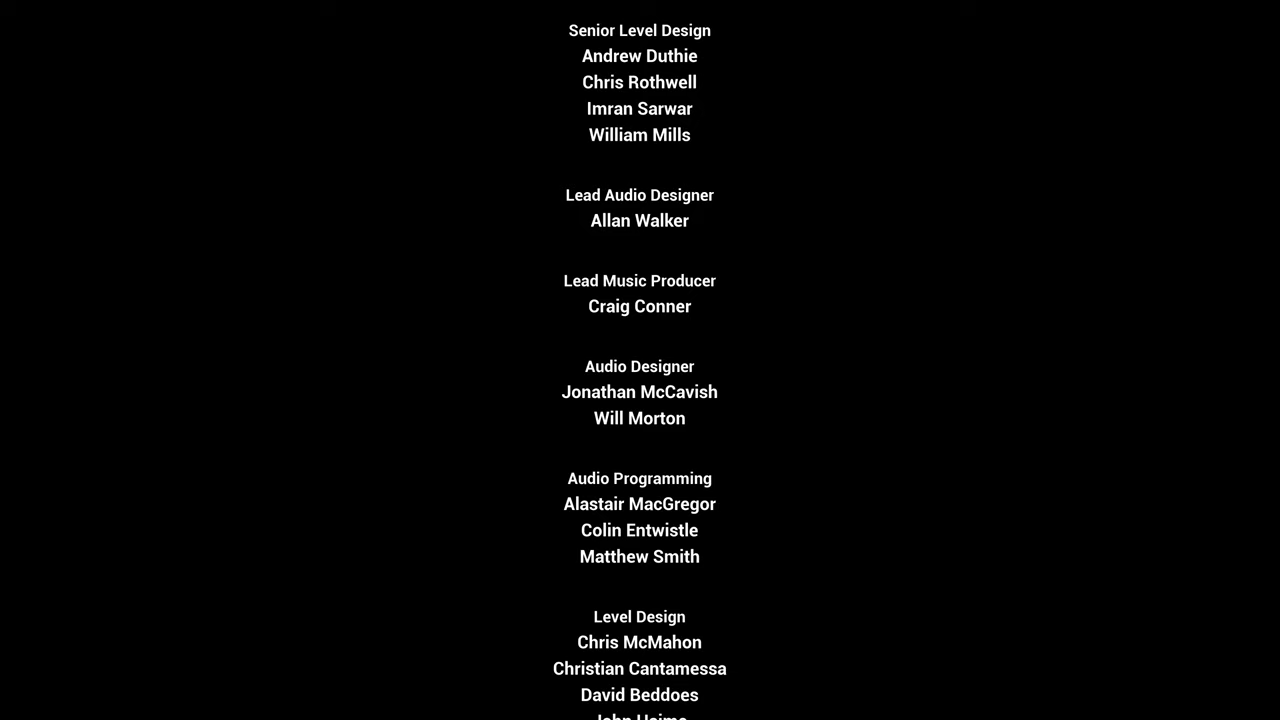 Senior Level Design
Andrew Duthie
Chris Rothwell
Imran Sarwar
William Mills
Lead Audio Designer
Allan Walker
Lead Music Producer
Craig Conner
Audio Designer
Jonathan McCavish
Will Morton
Audio Programming
Alastair MacGregor
Colin Entwistle
Matthew Smith
Level Design
Chris McMahon
Christian Cantamessa
David Beddoes
John